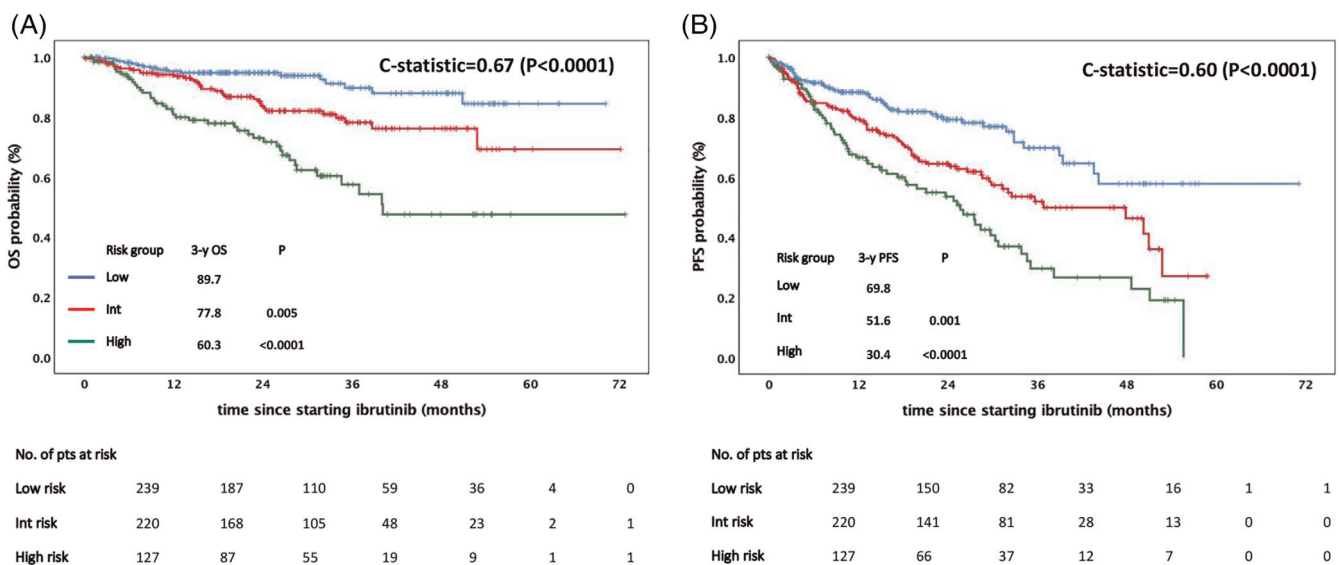 (A)
C-statistic=0.67 (P<0.0001)
1.0
0.8
0.6
0.4
0.2
0.0
OS probability (%)
Risk group 3-y OS P
Low 89.7
Int 77.8 0.005
High 60.3 <0.0001
0 12 24 36 48 60 72
time since starting ibrutinib (months)
No. of pts at risk
Low risk 239 187 110 59 36 4 0
Int risk 220 168 105 48 23 2 1
High risk 127 87 55 19 9 1 1
(B)
C-statistic=0.60 (P<0.0001)
1.0
0.8
0.6
0.4
0.2
0.0
PFS probability (%)
Risk group 3-y PFS P
Low 69.8
Int 51.6 0.001
High 30.4 <0.0001
0 12 24 36 48 60 72
time since starting ibrutinib (months)
No. of pts at risk
Low risk 239 150 82 33 16 1 1
Int risk 220 141 81 28 13 0 0
High risk 127 66 37 12 7 0 0